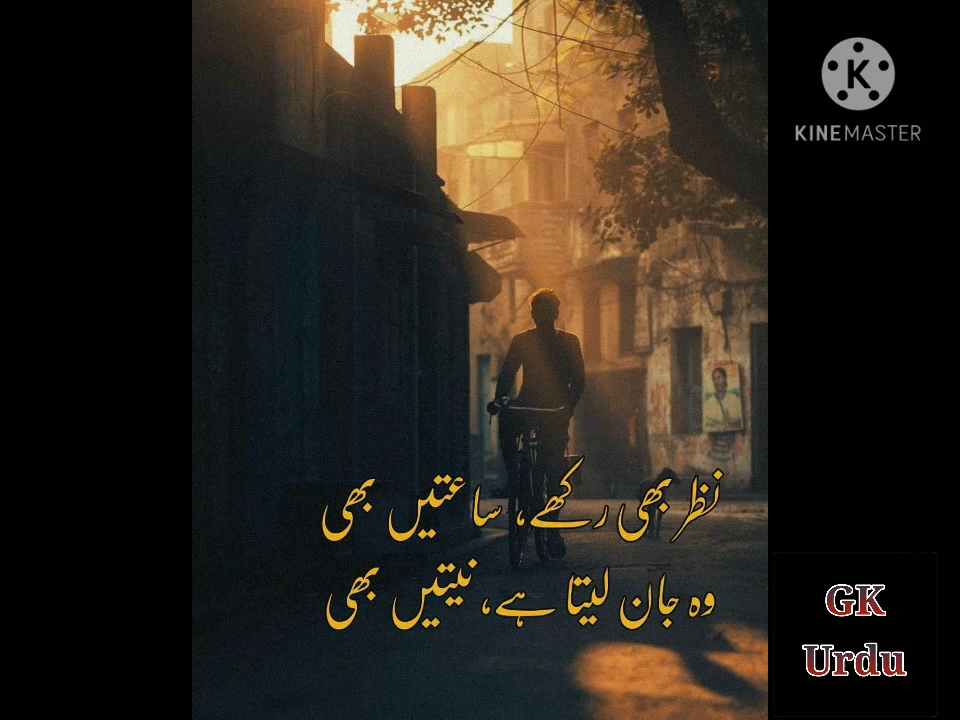 KINEMASTER
نظر بھی رکھے، ساعتیں بھی
وہ جان لیتا ہے، نیتیں بھی
GK
Urdu